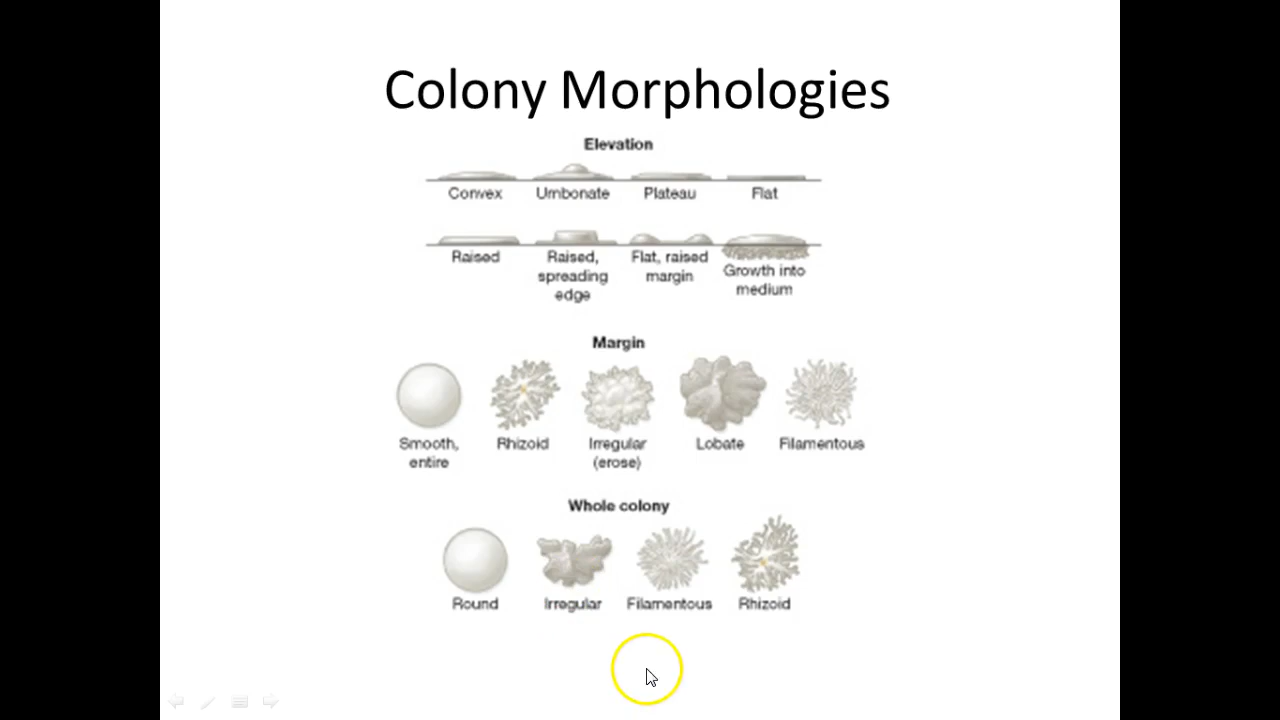 Colony Morphologies
Elevation
Convex Umbonate Plateau Flat
Raised Raised, spreading edge Flat, raised margin Growth into medium
Margin
Smooth, entire Rhizoid Irregular (erose) Lobate Filamentous
Whole colony
Round Irregular Filamentous Rhizoid